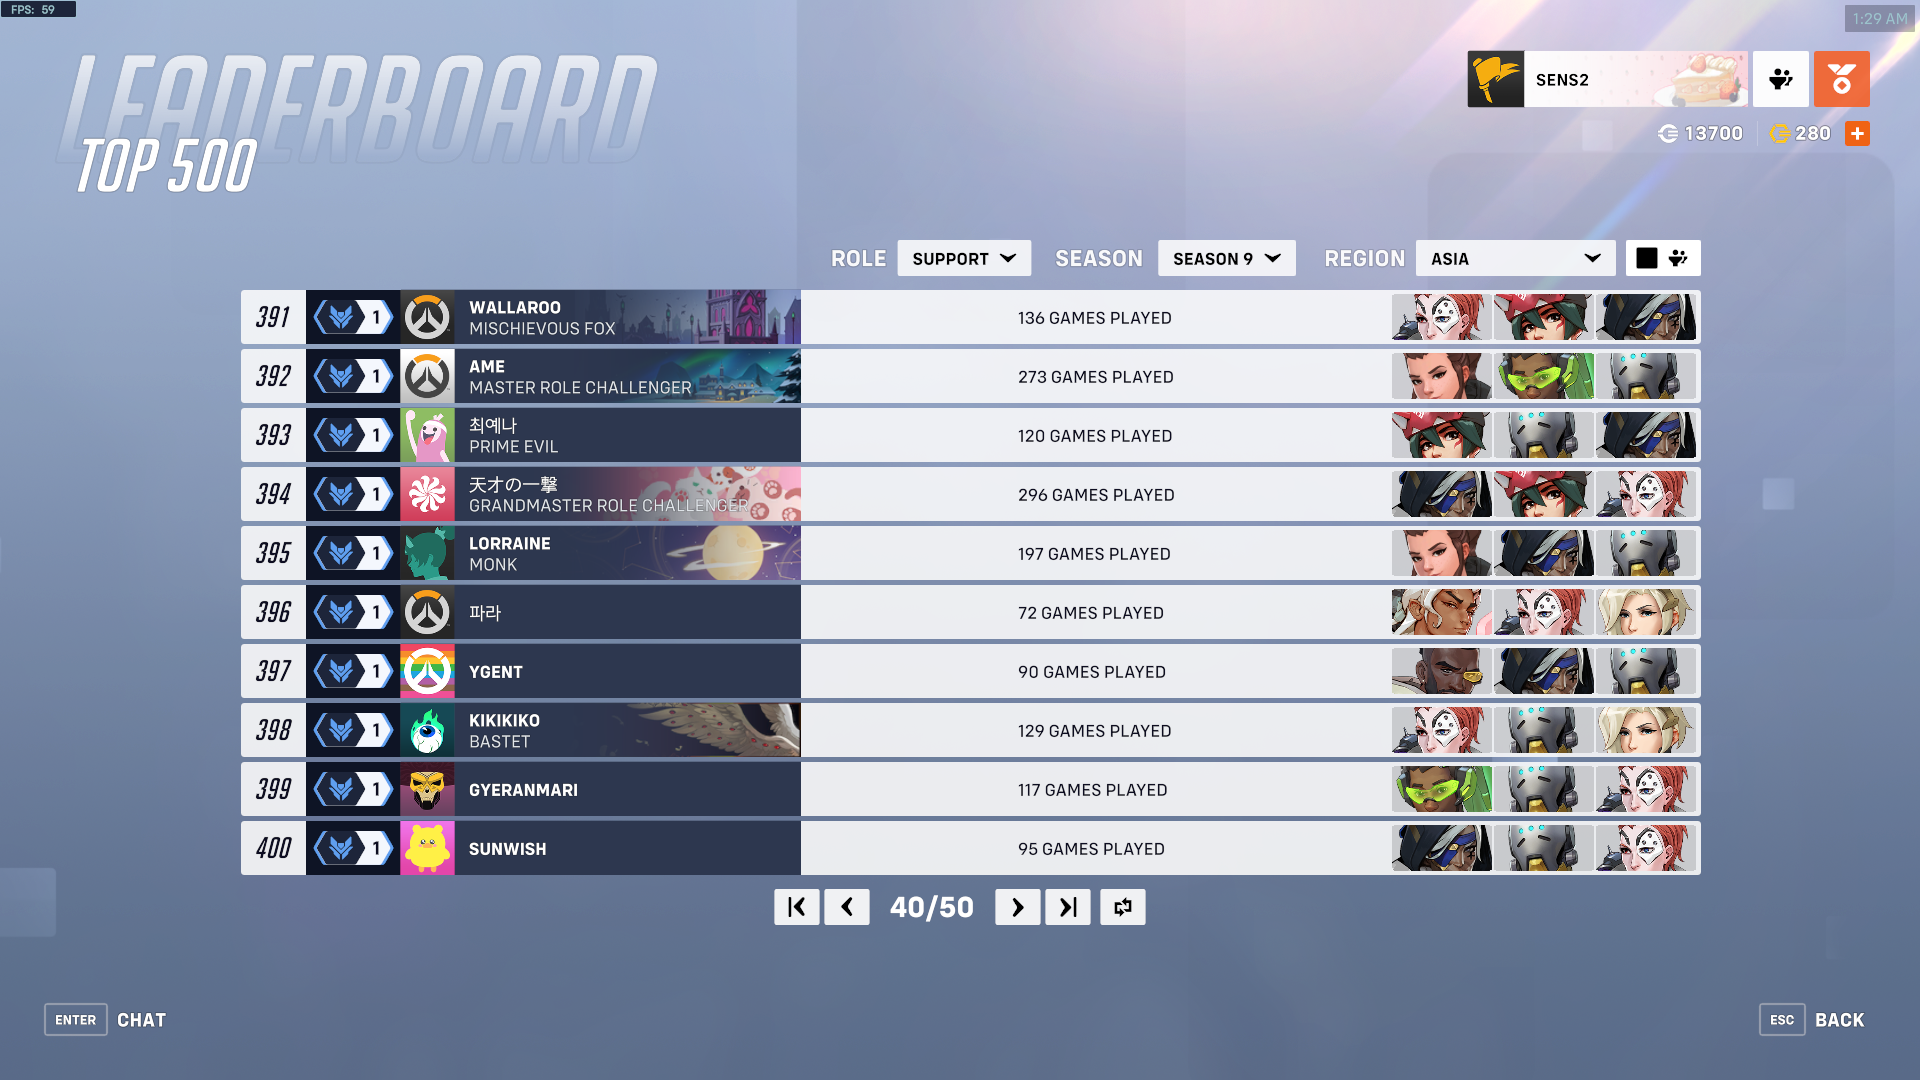 FPS: 59
1:29 AM
LEADERBOARD
TOP 500
SENS2
13700
280
ROLE SUPPORT SEASON SEASON 9 REGION ASIA
391 1 WALLAROO
MISCHIEVOUS FOX
136 GAMES PLAYED
392 1 AME
MASTER ROLE CHALLENGER
273 GAMES PLAYED
393 1 최예나
PRIME EVIL
120 GAMES PLAYED
394 1 天才の一撃
GRANDMASTER ROLE CHALLENGER
296 GAMES PLAYED
395 1 LORRAINE
MONK
197 GAMES PLAYED
396 1 파라
72 GAMES PLAYED
397 1 YGENT
90 GAMES PLAYED
398 1 KIKIKIKO
BASTET
129 GAMES PLAYED
399 1 GYERANMARI
117 GAMES PLAYED
400 1 SUNWISH
95 GAMES PLAYED
40/50
ENTER CHAT
ESC BACK